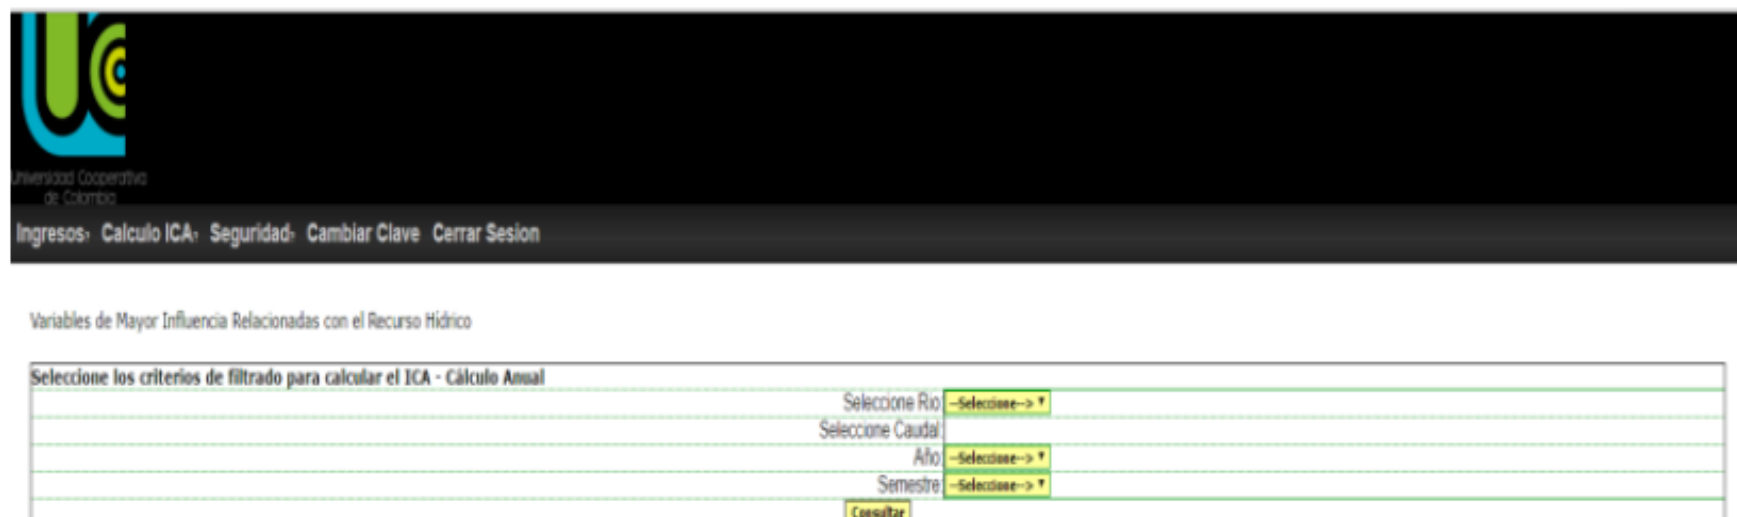 Universidad Cooperativa
de Colombia
Ingresos Calculo ICA Seguridad Cambiar Clave Cerrar Sesion
Variables de Mayor Influencia Relacionadas con el Recurso Hídrico
Seleccione los criterios de filtrado para calcular el ICA - Cálculo Anual
Seleccione Rio: --Seleccione-->
Seleccione Caudal:
Año: --Seleccione-->
Semestre: --Seleccione-->
Consultar